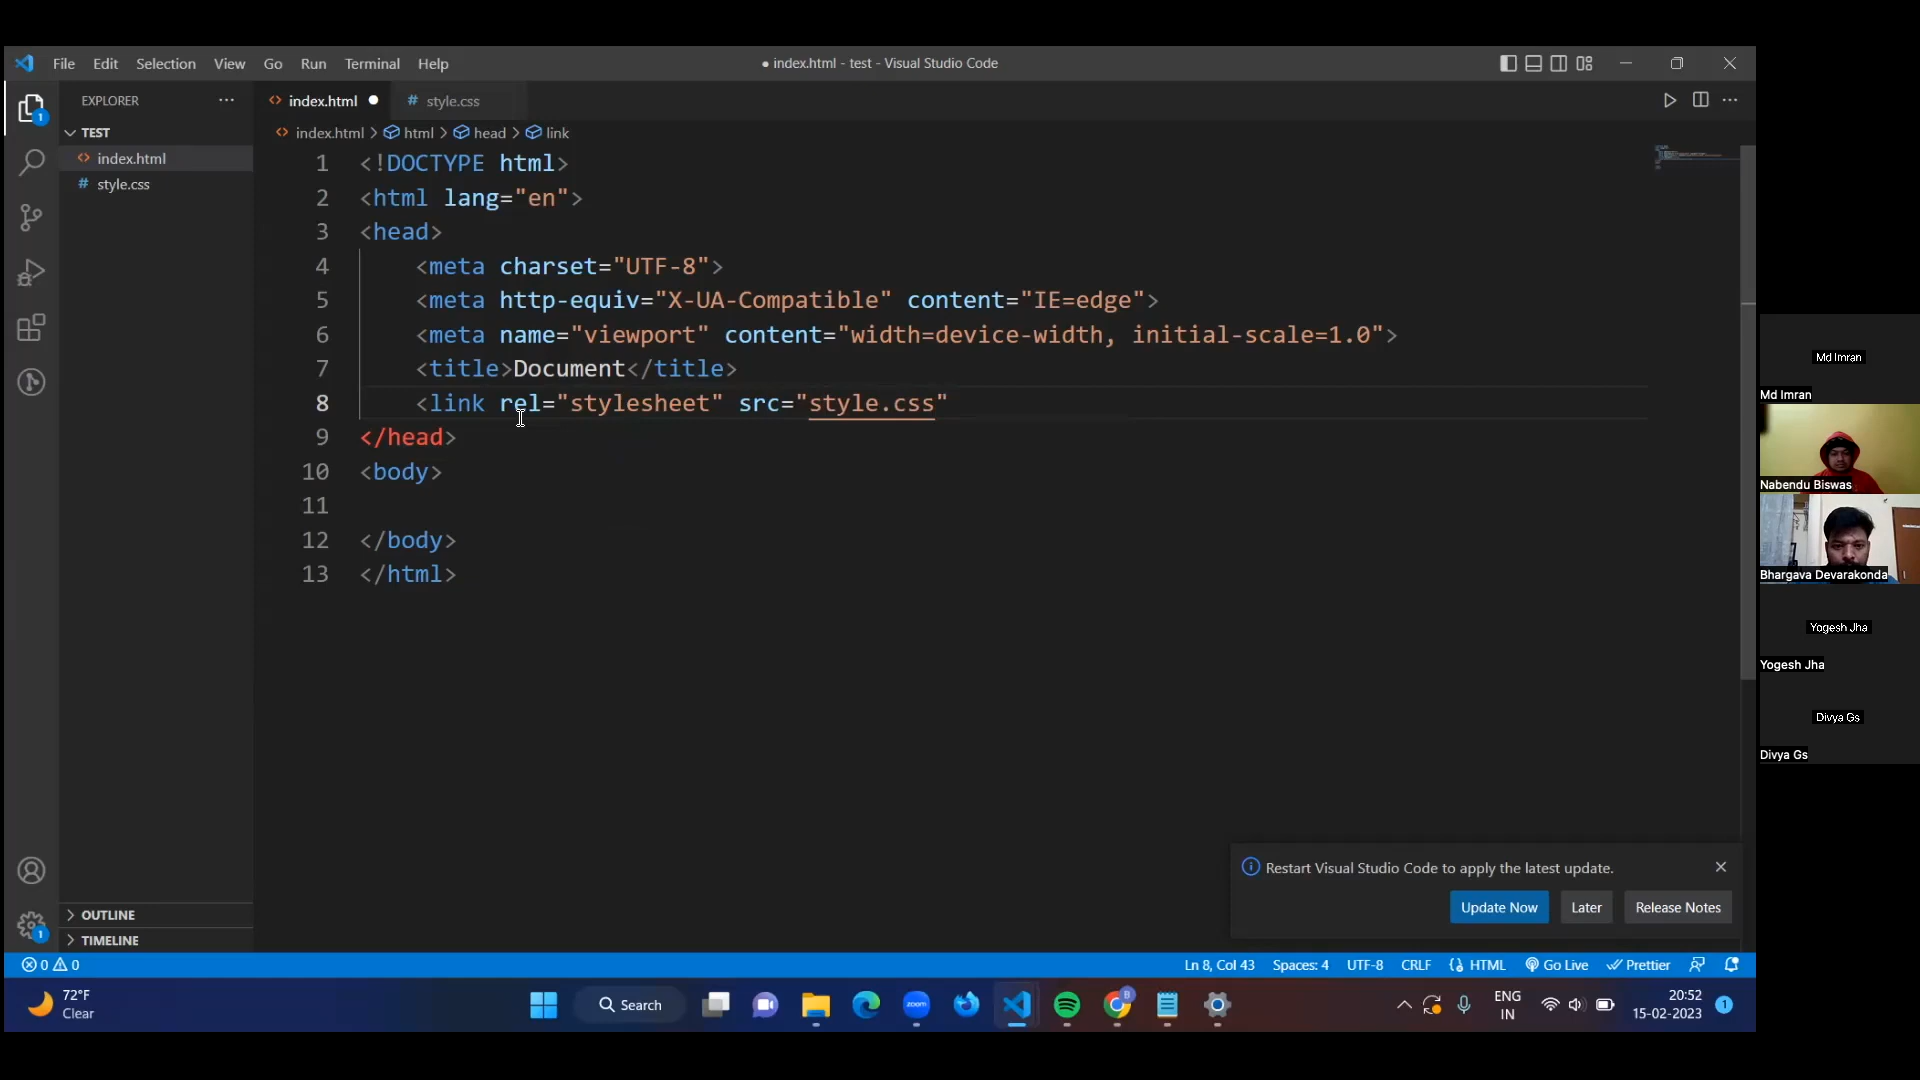 File Edit Selection View Go Run Terminal Help
● index.html - test - Visual Studio Code
EXPLORER
TEST
index.html
style.css
index.html
style.css
index.html > html > head > link
1 <!DOCTYPE html>
2 <html lang="en">
3 <head>
4 <meta charset="UTF-8">
5 <meta http-equiv="X-UA-Compatible" content="IE=edge">
6 <meta name="viewport" content="width=device-width, initial-scale=1.0">
7 <title>Document</title>
8 <link rel="stylesheet" src="style.css"
9 </head>
10 <body>
11
12 </body>
13 </html>
OUTLINE
TIMELINE
1
1
Restart Visual Studio Code to apply the latest update.
Update Now Later Release Notes
0 0
Ln 8, Col 43 Spaces: 4 UTF-8 CRLF HTML Go Live Prettier
72°F
Clear
Search
zoom
B
ENG
IN
20:52
15-02-2023
1
Md Imran
Md Imran
Nabendu Biswas
Bhargava Devarakonda
Yogesh Jha
Yogesh Jha
Divya Gs
Divya Gs